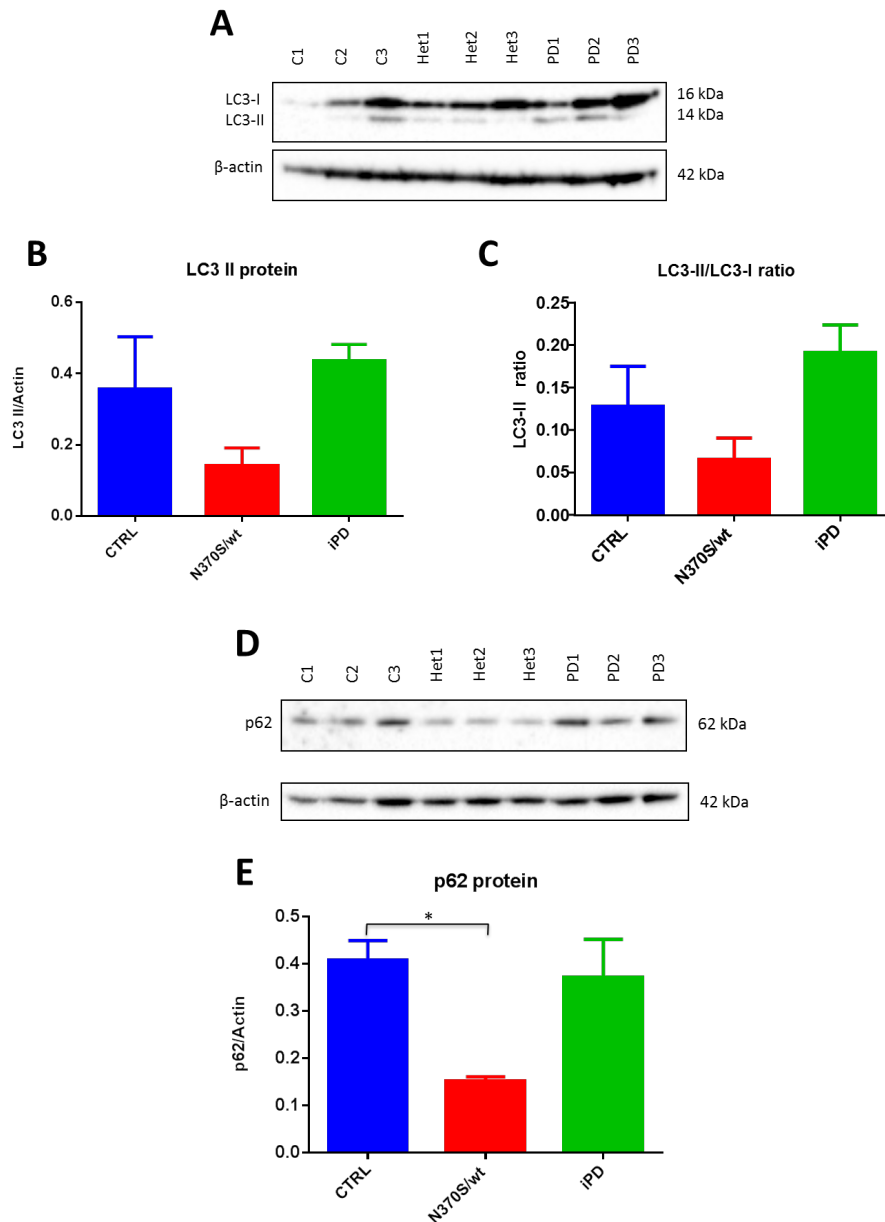 A
C1 C2 C3 Het1 Het2 Het3 PD1 PD2 PD3
LC3-I 16 kDa
LC3-II 14 kDa
β-actin 42 kDa
B
LC3 II protein
LC3 II/Actin
0.6
0.4
0.2
0.0
CTRL N370S/wt iPD
C
LC3-II/LC3-I ratio
LC3-II ratio
0.25
0.20
0.15
0.10
0.05
0.00
CTRL N370S/wt iPD
D
C1 C2 C3 Het1 Het2 Het3 PD1 PD2 PD3
p62 62 kDa
β-actin 42 kDa
E
p62 protein
p62/Actin
0.5
0.4
0.3
0.2
0.1
0.0
*
CTRL N370S/wt iPD